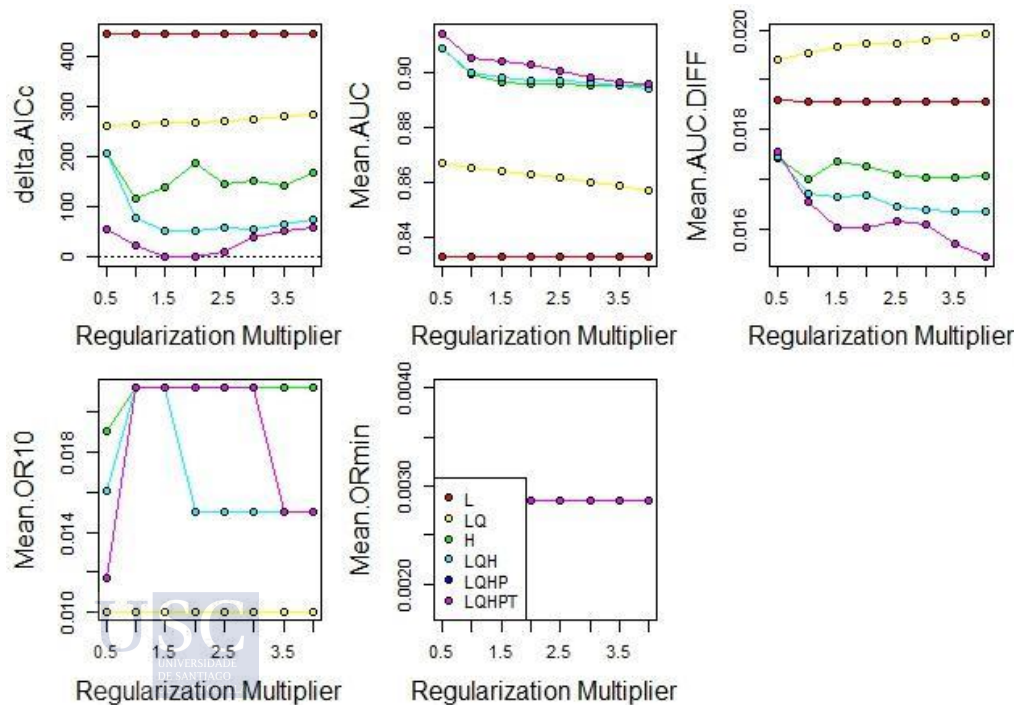 delta.AICc
0 100 200 300 400
0.5 1.5 2.5 3.5
Regularization Multiplier
Mean.AUC
0.84 0.86 0.88 0.90
0.5 1.5 2.5 3.5
Regularization Multiplier
Mean.AUC.DIFF
0.016 0.018 0.020
0.5 1.5 2.5 3.5
Regularization Multiplier
Mean.OR10
0.010 0.014 0.018
0.5 1.5 2.5 3.5
Regularization Multiplier
Mean.ORmin
0.0020 0.0030 0.0040
L
LQ
H
LQH
LQHP
LQHPT
0.5 1.5 2.5 3.5
Regularization Multiplier
USC
UNIVERSIDADE
DE SANTIAGO